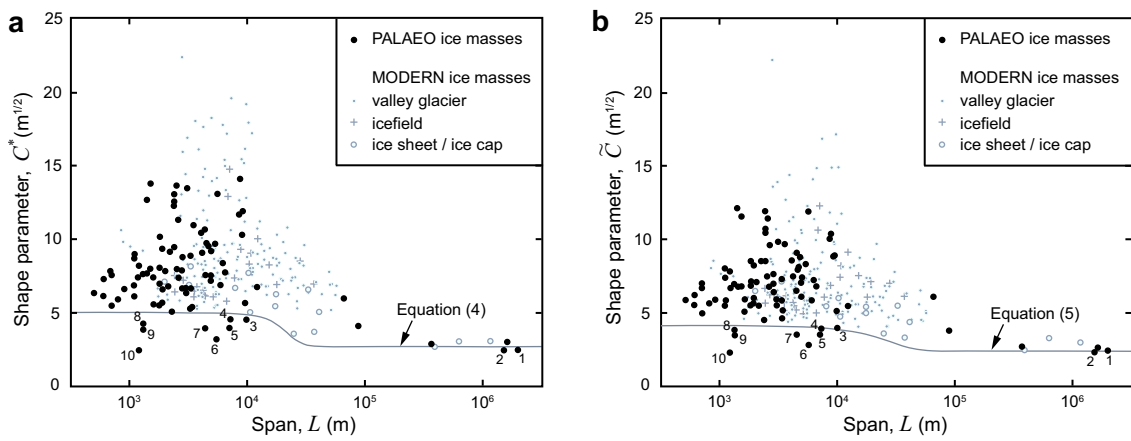 a
25
20
15
10
5
0
Shape parameter, C* (m1/2)
PALAEO ice masses
MODERN ice masses
valley glacier
icefield
ice sheet / ice cap
Equation (4)
8
9
10
7
6
4
5
3
2
1
10³
10⁴
10⁵
10⁶
Span, L (m)
b
25
20
15
10
5
0
Shape parameter, C̃ (m1/2)
PALAEO ice masses
MODERN ice masses
valley glacier
icefield
ice sheet / ice cap
Equation (5)
8
9
10
7
6
4
5
3
2
1
10³
10⁴
10⁵
10⁶
Span, L (m)